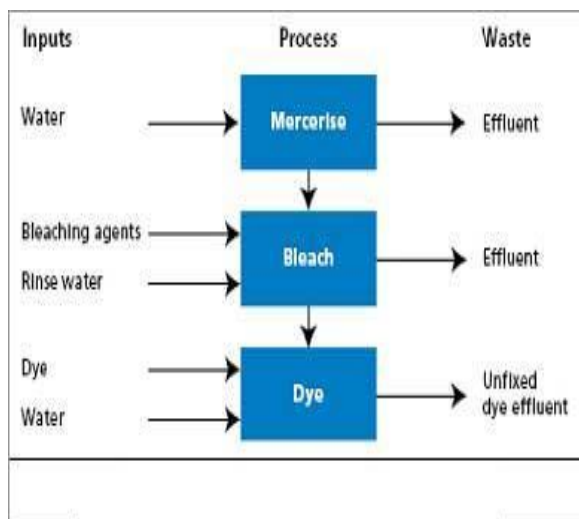 Inputs Process Waste
Water Mercerise Effluent
Bleaching agents
Bleach Effluent
Rinse water
Dye
Dye Unfixed
dye effluent
Water